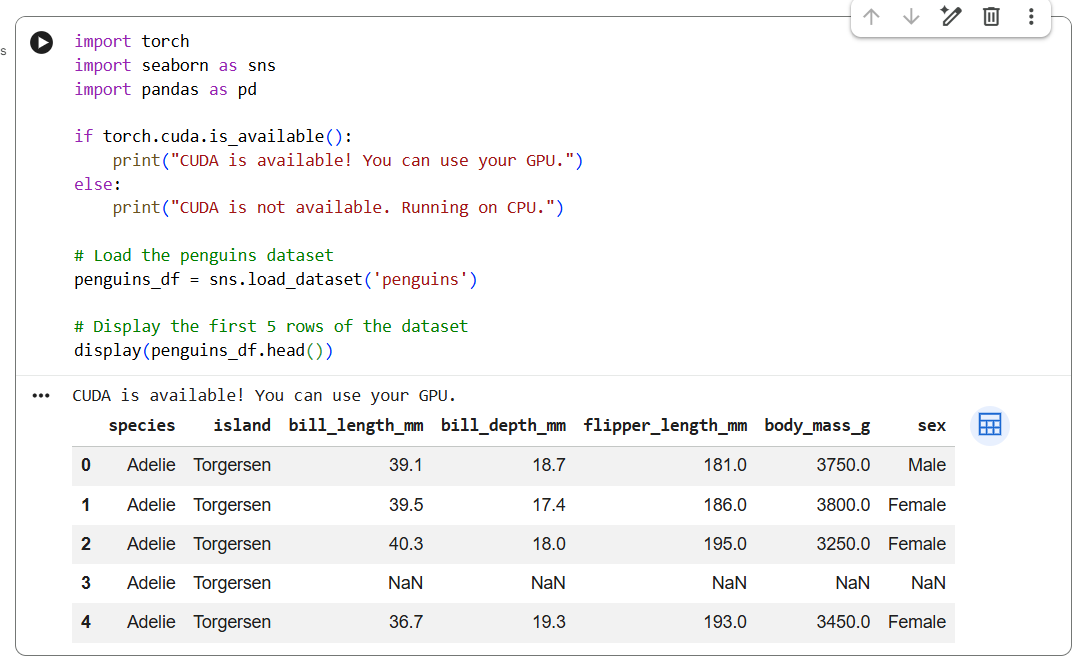 s
import torch
import seaborn as sns
import pandas as pd
if torch.cuda.is_available():
    print("CUDA is available! You can use your GPU.")
else:
    print("CUDA is not available. Running on CPU.")
# Load the penguins dataset
penguins_df = sns.load_dataset('penguins')
# Display the first 5 rows of the dataset
display(penguins_df.head())
CUDA is available! You can use your GPU.
species island bill_length_mm bill_depth_mm flipper_length_mm body_mass_g sex
0 Adelie Torgersen 39.1 18.7 181.0 3750.0 Male
1 Adelie Torgersen 39.5 17.4 186.0 3800.0 Female
2 Adelie Torgersen 40.3 18.0 195.0 3250.0 Female
3 Adelie Torgersen NaN NaN NaN NaN NaN
4 Adelie Torgersen 36.7 19.3 193.0 3450.0 Female